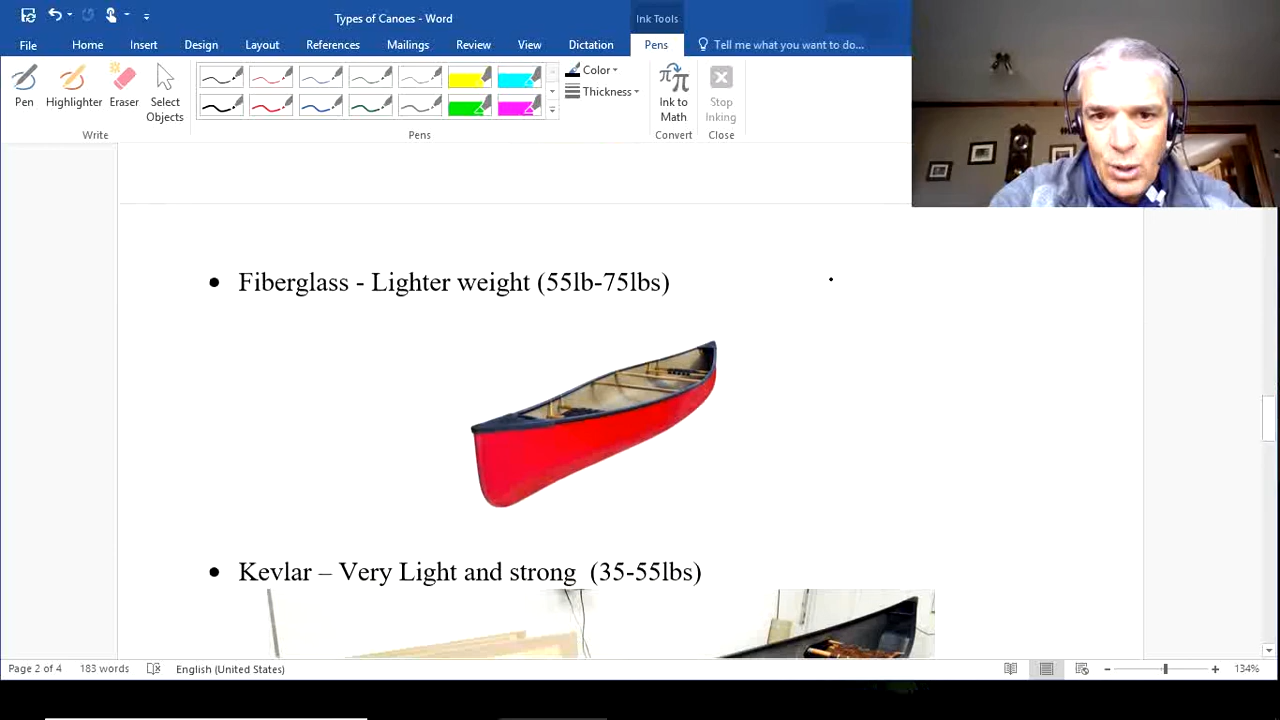 Types of Canoes - Word
Ink Tools
File Home Insert Design Layout References Mailings Review View Dictation Pens Tell me what you want to do...
Pen Highlighter Eraser Select Objects
Color
Thickness
Ink to Math
Stop Inking
Write Pens Convert Close
• Fiberglass - Lighter weight (55lb-75lbs)
• Kevlar – Very Light and strong (35-55lbs)
Page 2 of 4 183 words English (United States) 134%